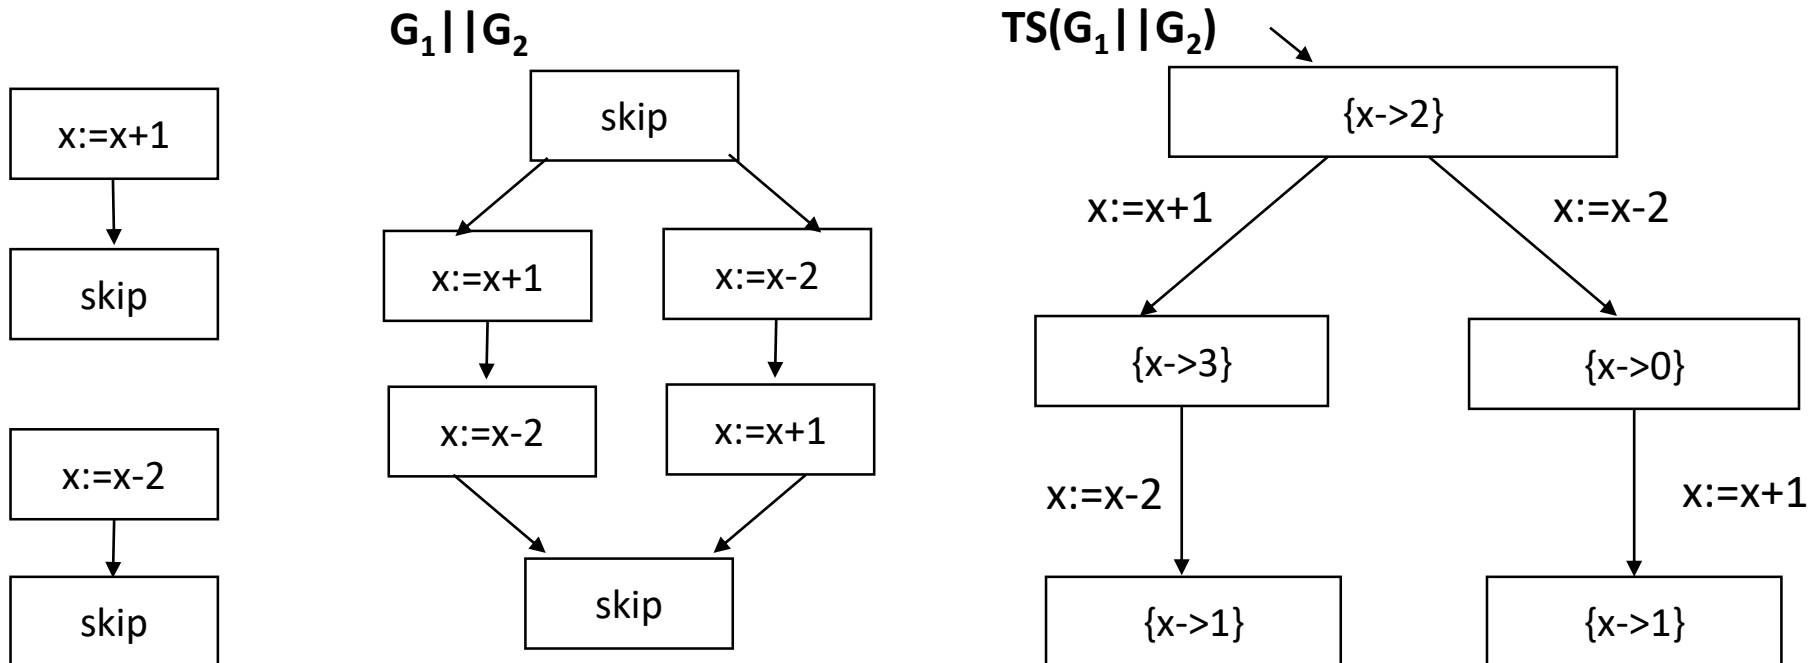 x:=x+1
skip
x:=x-2
skip
G₁||G₂
skip
x:=x+1
x:=x-2
x:=x-2
x:=x+1
skip
TS(G₁||G₂)
{x->2}
x:=x+1
x:=x-2
{x->3}
{x->0}
x:=x-2
x:=x+1
{x->1}
{x->1}